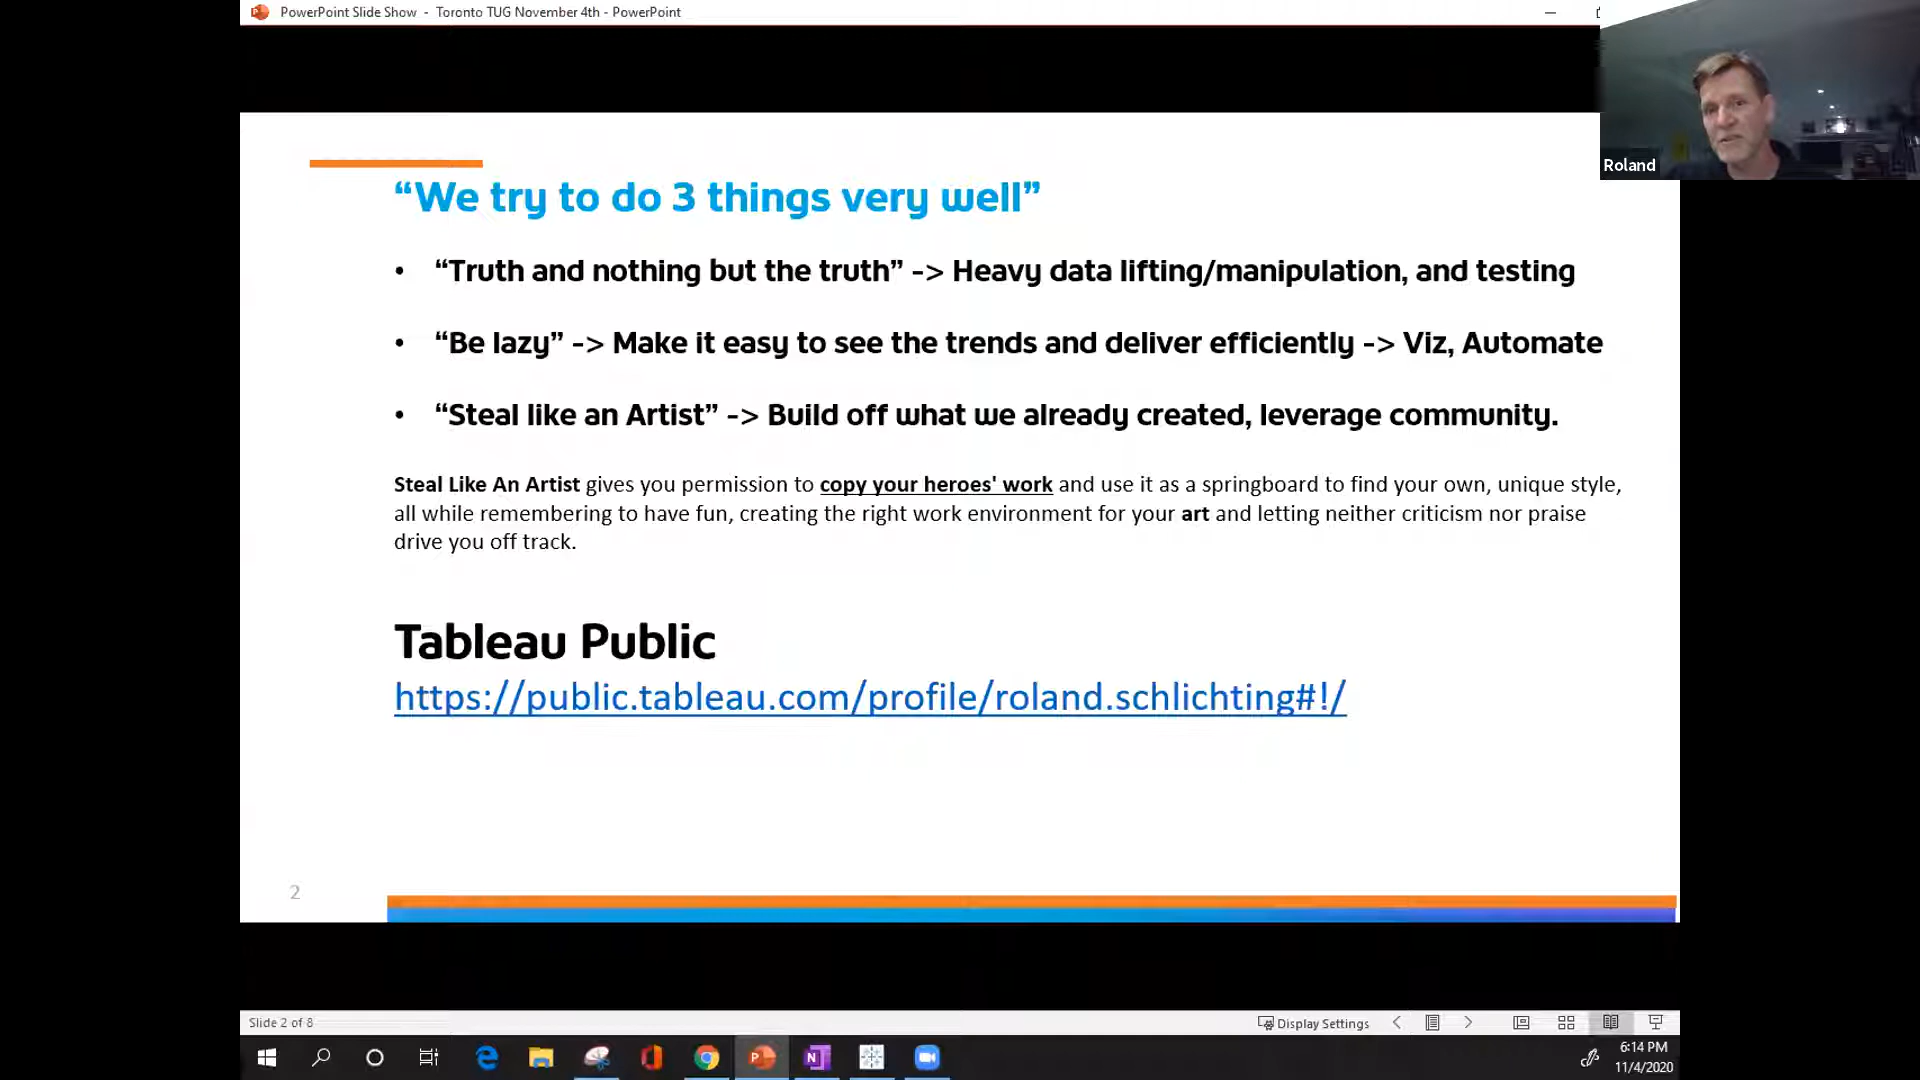 PowerPoint Slide Show - Toronto TUG November 4th - PowerPoint
Roland
“We try to do 3 things very well”
• “Truth and nothing but the truth” -> Heavy data lifting/manipulation, and testing
• “Be lazy” -> Make it easy to see the trends and deliver efficiently -> Viz, Automate
• “Steal like an Artist” -> Build off what we already created, leverage community.
Steal Like An Artist gives you permission to copy your heroes' work and use it as a springboard to find your own, unique style,
all while remembering to have fun, creating the right work environment for your art and letting neither criticism nor praise
drive you off track.
Tableau Public
https://public.tableau.com/profile/roland.schlichting#!/
2
Slide 2 of 8
Display Settings
6:14 PM
11/4/2020